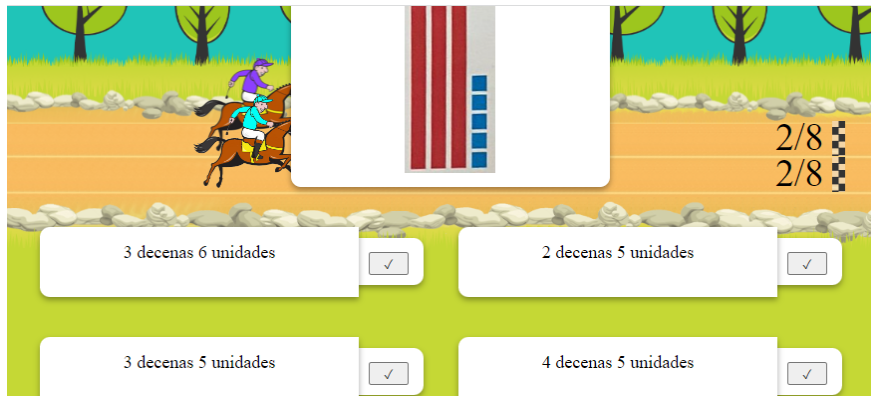 2/8
2/8
3 decenas 6 unidades
✓
2 decenas 5 unidades
✓
3 decenas 5 unidades
✓
4 decenas 5 unidades
✓